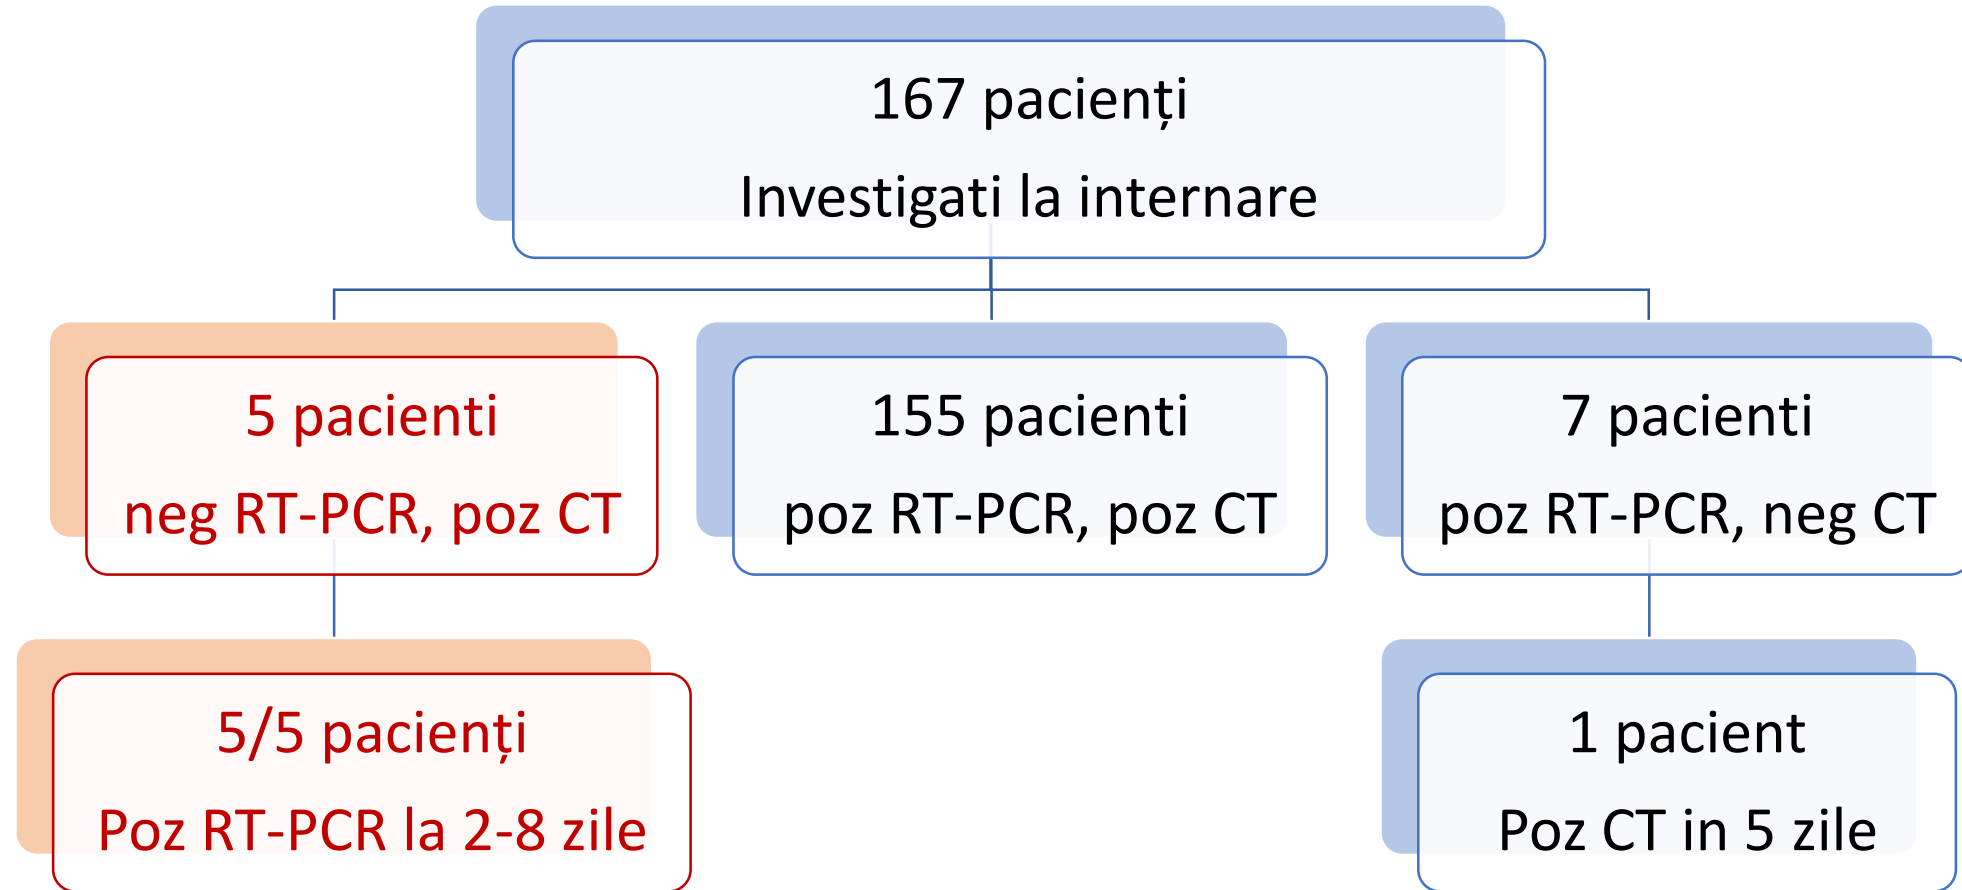 167 pacienți
Investigati la internare
5 pacienti
neg RT-PCR, poz CT
155 pacienti
poz RT-PCR, poz CT
7 pacienti
poz RT-PCR, neg CT
5/5 pacienți
Poz RT-PCR la 2-8 zile
1 pacient
Poz CT in 5 zile